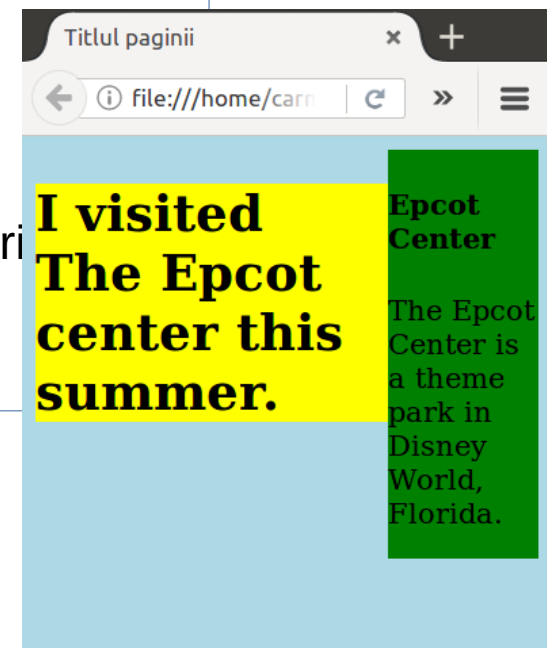 Titlul paginii
file:///home/carn
ri
I visited
The Epcot
center this
summer.
Epcot
Center
The Epcot
Center is
a theme
park in
Disney
World,
Florida.